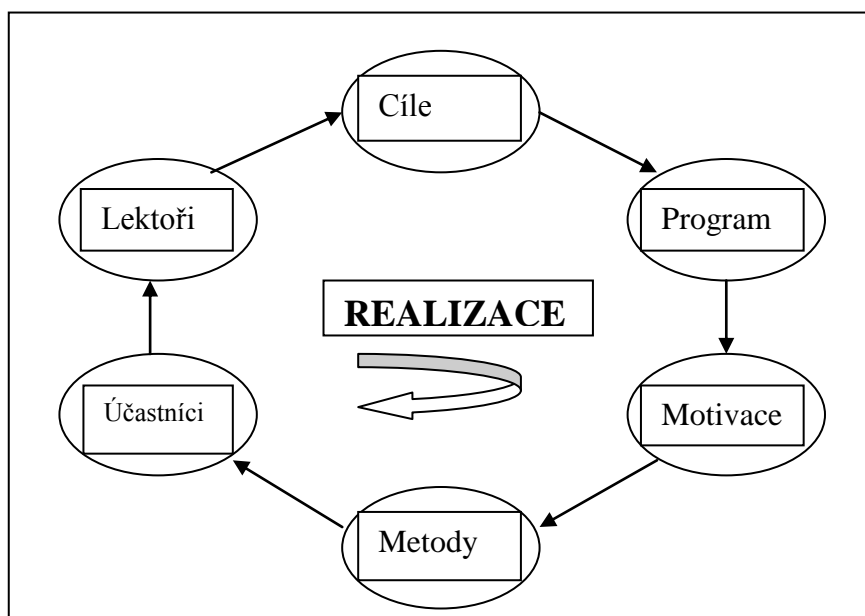 Cíle
Program
Motivace
Metody
Účastníci
Lektoři
REALIZACE